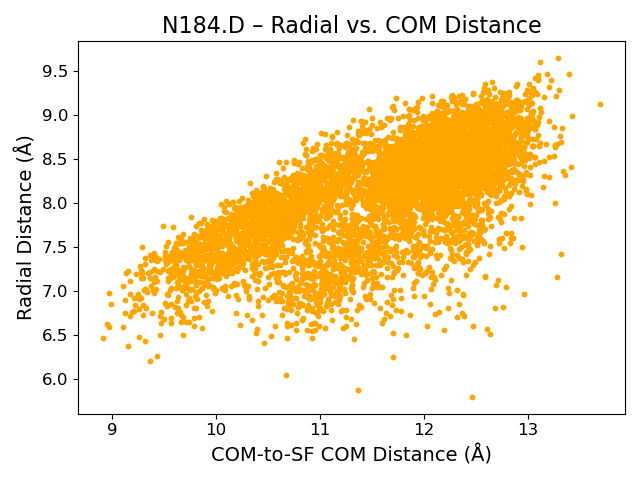 N184.D – Radial vs. COM Distance
Radial Distance (Å)
9.5
9.0
8.5
8.0
7.5
7.0
6.5
6.0
9 10 11 12 13
COM-to-SF COM Distance (Å)